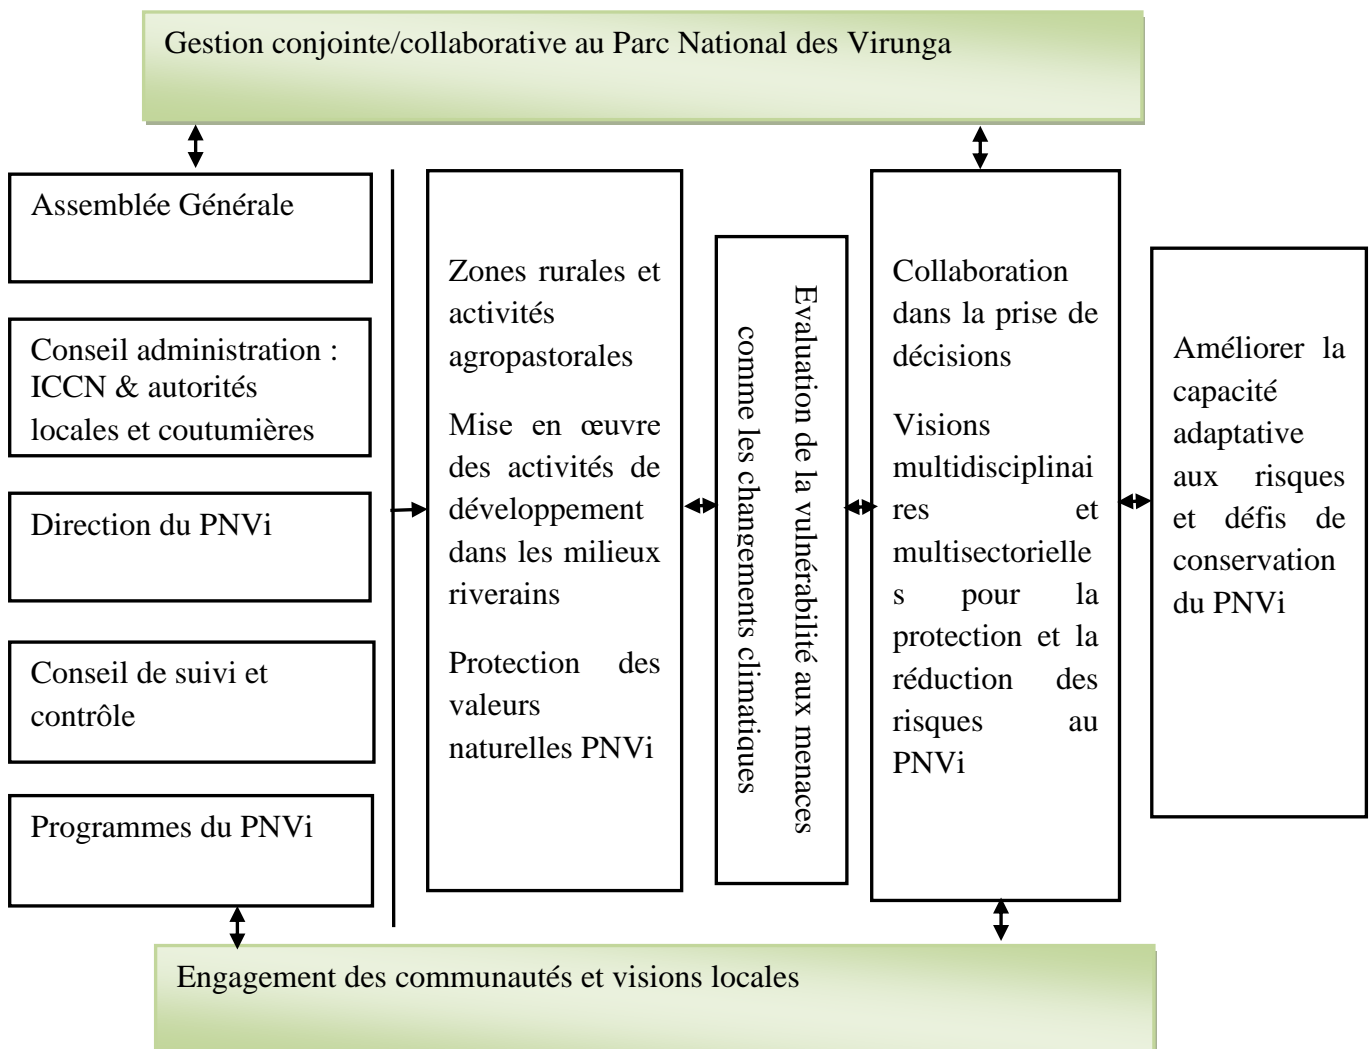 Gestion conjointe/collaborative au Parc National des Virunga
Assemblée Générale
Conseil administration :
ICCN & autorités
locales et coutumières
Direction du PNVi
Conseil de suivi et
contrôle
Programmes du PNVi
Zones rurales et
activités
agropastorales
Mise en œuvre
des activités de
développement
dans les milieux
riverains
Protection des
valeurs
naturelles PNVi
Evaluation de la vulnérabilité aux menaces
comme les changements climatiques
Collaboration
dans la prise de
décisions
Visions
multidisciplinai
res et
multisectorielle
s pour la
protection et la
réduction des
risques au
PNVi
Améliorer la
capacité
adaptative
aux risques
et défis de
conservation
du PNVi
Engagement des communautés et visions locales